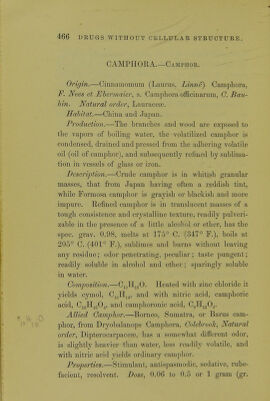 466 DRUGS WITHOUT CELLULAR STRUCTURE.
CAMPHORA.—Camphor.
Origin.—Cinnamomum (Laurus, Linné) Camphora,
F. Nees et Ebermaier, s. Camphora officinarum, C. Bau-
hin. Natural order, Lauraceæ.
Habitat.—China and Japan.
Production.—The branches and wood are exposed to
the vapors of boiling water, the volatilized camphor is
condensed, drained and pressed from the adhering volatile
oil (oil of camphor), and subsequently refined by sublima-
tion in vessels of glass or iron.
Description.—Crude camphor is in whitish granular
masses, that from Japan having often a reddish tint,
while Formosa camphor is grayish or blackish and more
impure. Refined camphor is in translucent masses of a
tough consistence and crystalline texture, readily pulveri-
zable in the presence of a little alcohol or ether, has the
spec. grav. 0.98, melts at 175° C. (347° F.), boils at
205° C. (401° F.), sublimes and burns without leaving
any residue; odor penetrating, peculiar; taste pungent;
readily soluble in alcohol and ether; sparingly soluble
in water.
Composition.—C₁₀H₁₆O. Heated with zinc chloride it
yields cymol, C₁₀H₁₄, and with nitric acid, camphoric
acid, C₁₀H₁₆O₄, and camphoronic acid,
Allied Camphor.—Borneo, Sumatra, or Barus cam-
phor, from Dryobalanops Camphora, Colebrook, Natural
order, Dipterocarpaceæ, has a somewhat different odor,
is slightly heavier than water, less readily volatile, and
with nitric acid yields ordinary camphor.
Properties.—Stimulant, antispasmodic, sedative, rube-
facient, resolvent. Dose, 0.06 to 0.5 or 1 gram (gr.